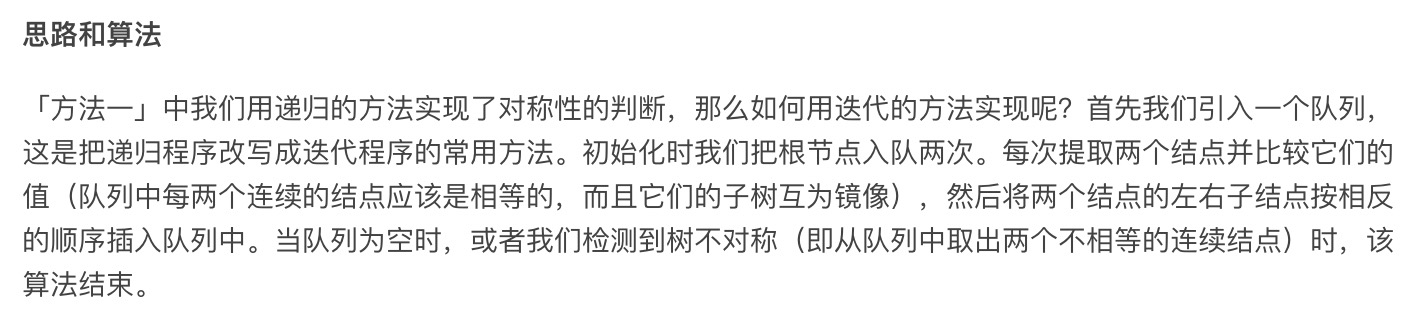 思路和算法
「方法一」中我们用递归的方法实现了对称性的判断，那么如何用迭代的方法实现呢？首先我们引入一个队列，
这是把递归程序改写成迭代程序的常用方法。初始化时我们把根节点入队两次。每次提取两个结点并比较它们的
值（队列中每两个连续的结点应该是相等的，而且它们的子树互为镜像），然后将两个结点的左右子结点按相反
的顺序插入队列中。当队列为空时，或者我们检测到树不对称（即从队列中取出两个不相等的连续结点）时，该
算法结束。